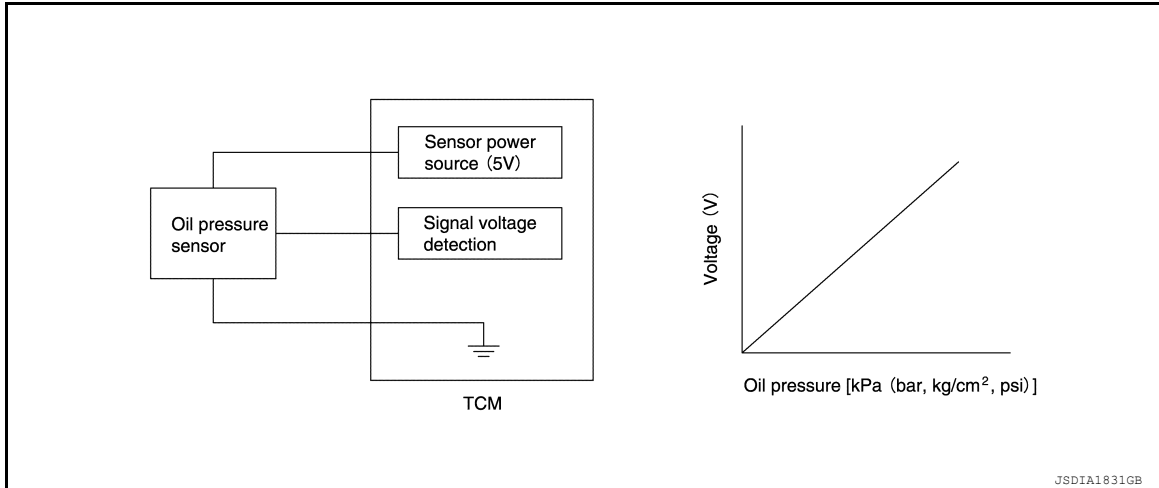 Sensor power
source (5V)
Oil pressure
sensor
Signal voltage
detection
TCM
Voltage (V)
Oil pressure [kPa (bar, kg/cm², psi)]
JSDIA1831GB